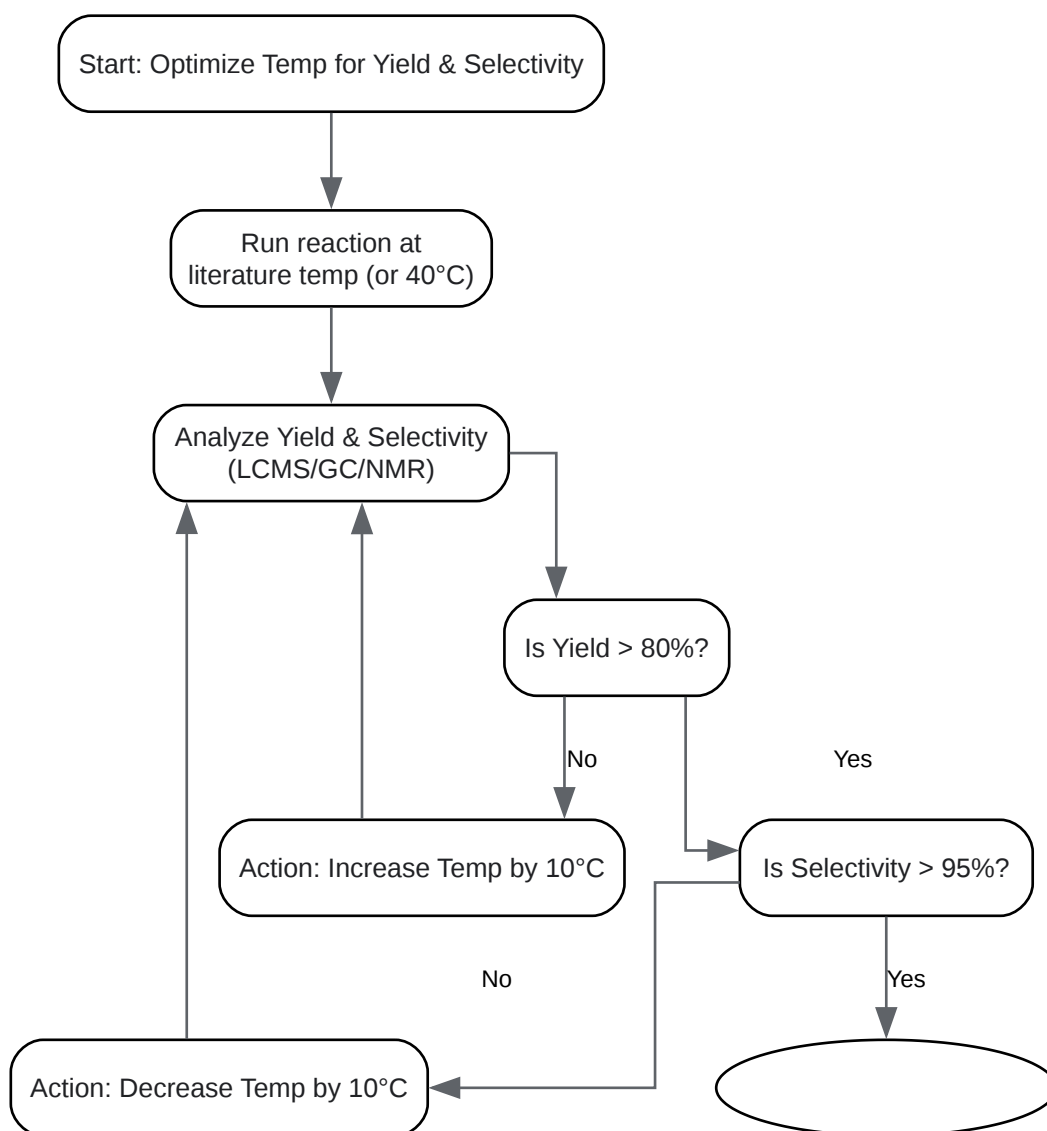 Start: Optimize Temp for Yield & Selectivity
Run reaction at
literature temp (or 40°C)
Analyze Yield & Selectivity
(LCMS/GC/NMR)
Is Yield > 80%?
No
Yes
Action: Increase Temp by 10°C
Is Selectivity > 95%?
No
Yes
Action: Decrease Temp by 10°C